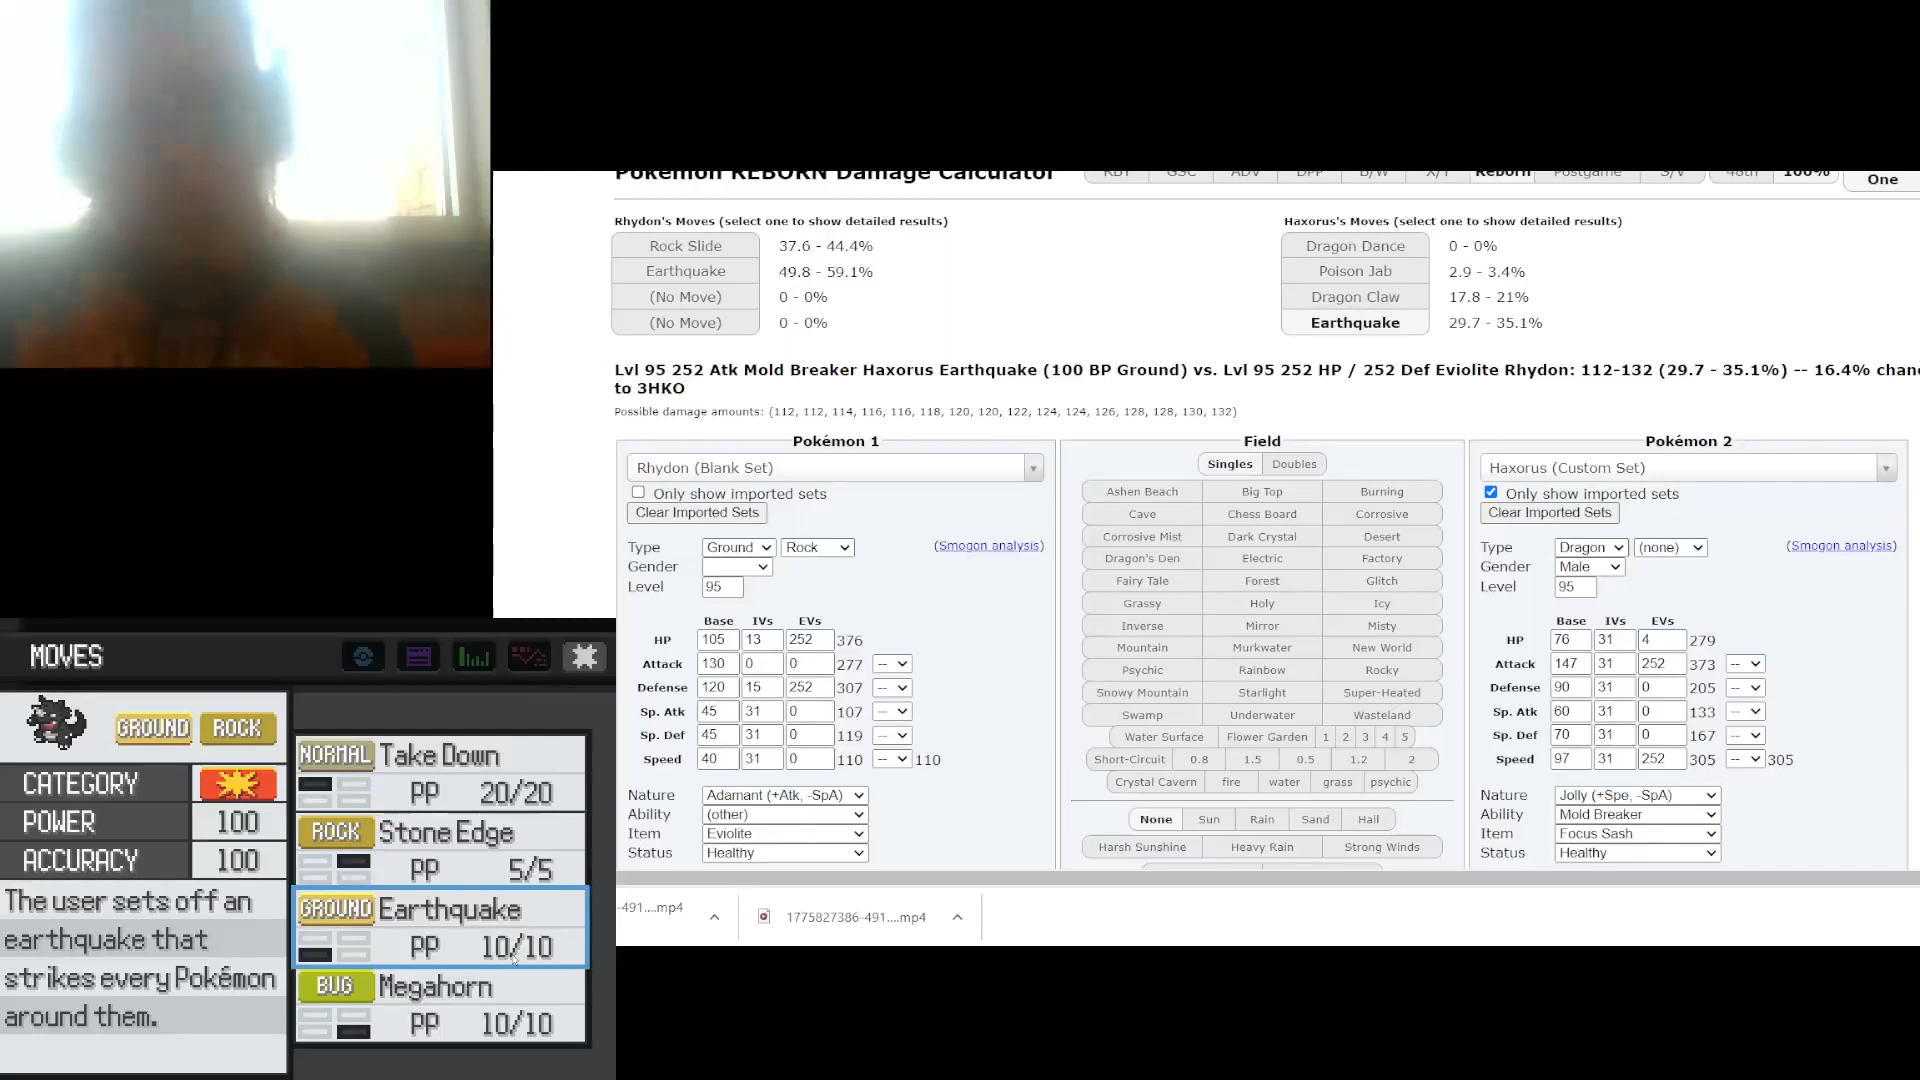 Pokémon REBORN Damage Calculator
RBY GSC ADV DPP B/W X/Y Reborn Postgame S/V 48th 100% One
Rhydon's Moves (select one to show detailed results)
Rock Slide 37.6 - 44.4%
Earthquake 49.8 - 59.1%
(No Move) 0 - 0%
(No Move) 0 - 0%
Haxorus's Moves (select one to show detailed results)
Dragon Dance 0 - 0%
Poison Jab 2.9 - 3.4%
Dragon Claw 17.8 - 21%
Earthquake 29.7 - 35.1%
Lvl 95 252 Atk Mold Breaker Haxorus Earthquake (100 BP Ground) vs. Lvl 95 252 HP / 252 Def Eviolite Rhydon: 112-132 (29.7 - 35.1%) -- 16.4% chanc
to 3HKO
Possible damage amounts: (112, 112, 114, 116, 116, 118, 120, 120, 122, 124, 124, 126, 128, 128, 130, 132)
Pokémon 1
Rhydon (Blank Set)
Only show imported sets
Clear Imported Sets
Type Ground Rock (Smogon analysis)
Gender
Level 95
Base IVs EVs
HP 105 13 252 376
Attack 130 0 0 277 --
Defense 120 15 252 307 --
Sp. Atk 45 31 0 107 --
Sp. Def 45 31 0 119 --
Speed 40 31 0 110 -- 110
Nature Adamant (+Atk, -SpA)
Ability (other)
Item Eviolite
Status Healthy
Field
Singles Doubles
Ashen Beach Big Top Burning
Cave Chess Board Corrosive
Corrosive Mist Dark Crystal Desert
Dragon's Den Electric Factory
Fairy Tale Forest Glitch
Grassy Holy Icy
Inverse Mirror Misty
Mountain Murkwater New World
Psychic Rainbow Rocky
Snowy Mountain Starlight Super-Heated
Swamp Underwater Wasteland
Water Surface Flower Garden 1 2 3 4 5
Short-Circuit 0.8 1.5 0.5 1.2 2
Crystal Cavern fire water grass psychic
None Sun Rain Sand Hail
Harsh Sunshine Heavy Rain Strong Winds
Pokémon 2
Haxorus (Custom Set)
Only show imported sets
Clear Imported Sets
Type Dragon (none) (Smogon analysis)
Gender Male
Level 95
Base IVs EVs
HP 76 31 4 279
Attack 147 31 252 373 --
Defense 90 31 0 205 --
Sp. Atk 60 31 0 133 --
Sp. Def 70 31 0 167 --
Speed 97 31 252 305 -- 305
Nature Jolly (+Spe, -SpA)
Ability Mold Breaker
Item Focus Sash
Status Healthy
-491....mp4
1775827386-491....mp4
MOVES
GROUND ROCK
CATEGORY
POWER 100
ACCURACY 100
The user sets off an
earthquake that
strikes every Pokémon
around them.
NORMAL Take Down
PP 20/20
ROCK Stone Edge
PP 5/5
GROUND Earthquake
PP 10/10
BUG Megahorn
PP 10/10